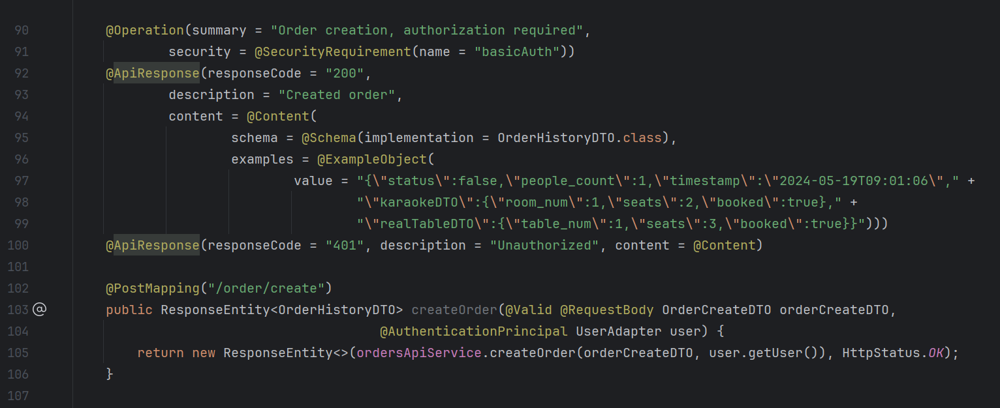 90 @Operation(summary = "Order creation, authorization required",
91 security = @SecurityRequirement(name = "basicAuth"))
92 @ApiResponse(responseCode = "200",
93 description = "Created order",
94 content = @Content(
95 schema = @Schema(implementation = OrderHistoryDTO.class),
96 examples = @ExampleObject(
97 value = "{\"status\":false,\"people_count\":1,\"timestamp\":\"2024-05-19T09:01:06\"," +
98 "\"karaokeDTO\":{\"room_num\":1,\"seats\":2,\"booked\":true}," +
99 "\"realTableDTO\":{\"table_num\":1,\"seats\":3,\"booked\":true}}")))
100 @ApiResponse(responseCode = "401", description = "Unauthorized", content = @Content)
101
102 @PostMapping("/order/create")
103 @ public ResponseEntity<OrderHistoryDTO> createOrder(@Valid @RequestBody OrderCreateDTO orderCreateDTO,
104 @AuthenticationPrincipal UserAdapter user) {
105 return new ResponseEntity<>(ordersApiService.createOrder(orderCreateDTO, user.getUser()), HttpStatus.OK);
106 }
107